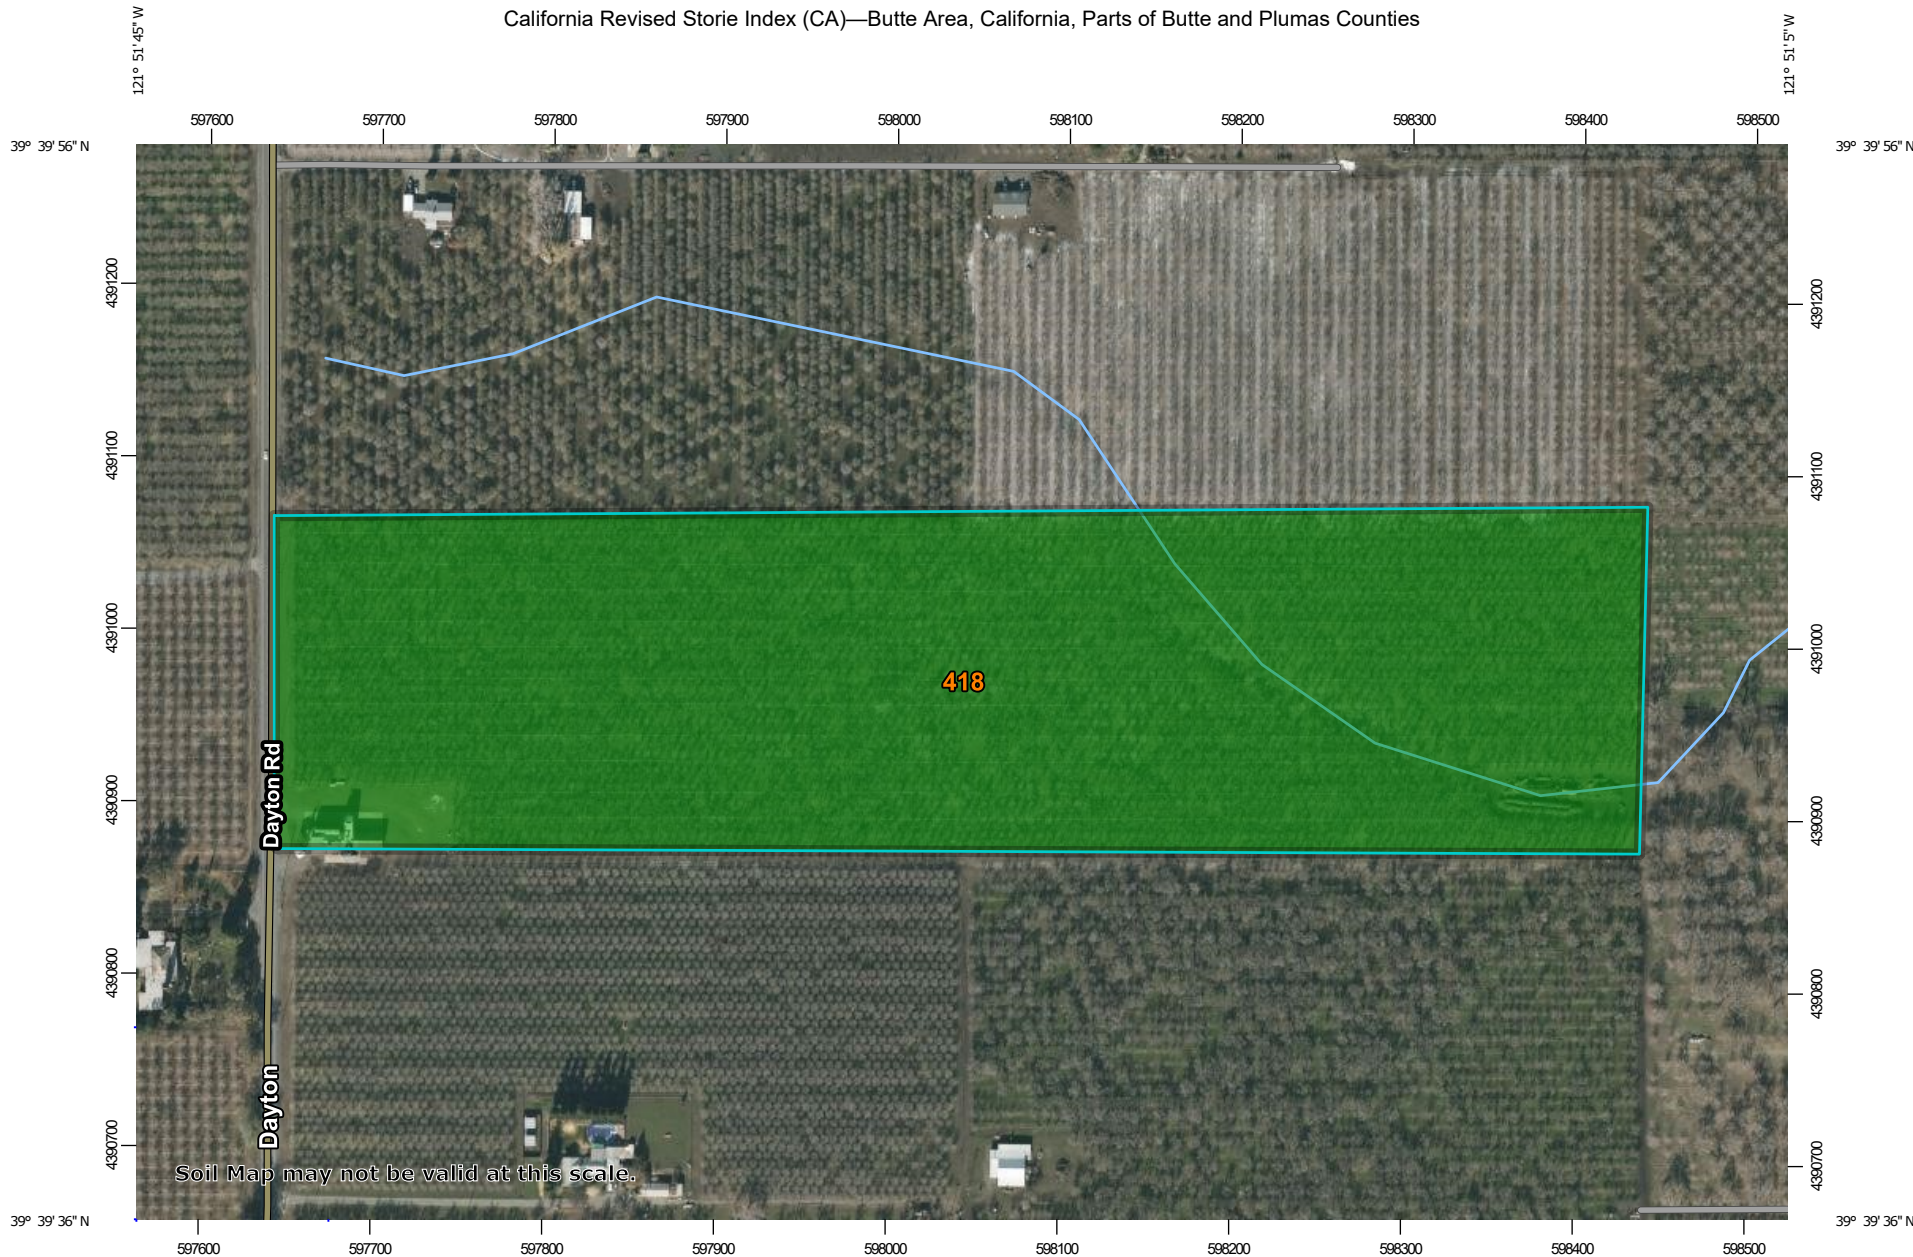 California Revised Storie Index (CA)—Butte Area, California, Parts of Butte and Plumas Counties
121° 51' 45" W
121° 51' 5" W
597600 597700 597800 597900 598000 598100 598200 598300 598400 598500
39° 39' 56" N
39° 39' 56" N
4391200
4391200
4391100
4391100
4391000
4391000
418
Dayton Rd
4390900
4390900
4390800
4390800
Dayton
4390700
4390700
Soil Map may not be valid at this scale.
39° 39' 36" N
39° 39' 36" N
597600 597700 597800 597900 598000 598100 598200 598300 598400 598500